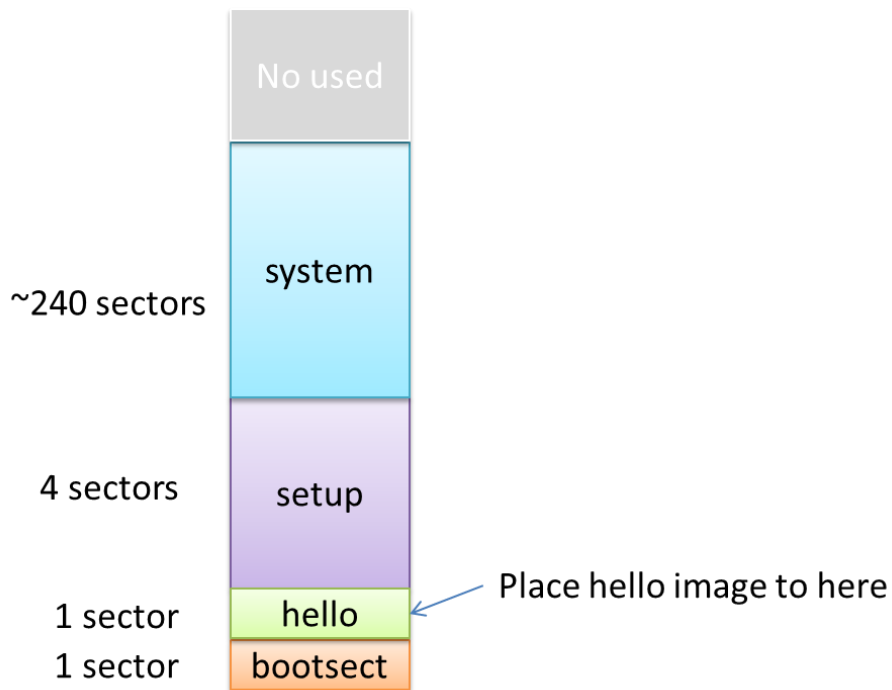 No used
system
~240 sectors
4 sectors
setup
Place hello image to here
1 sector
hello
1 sector
bootsect